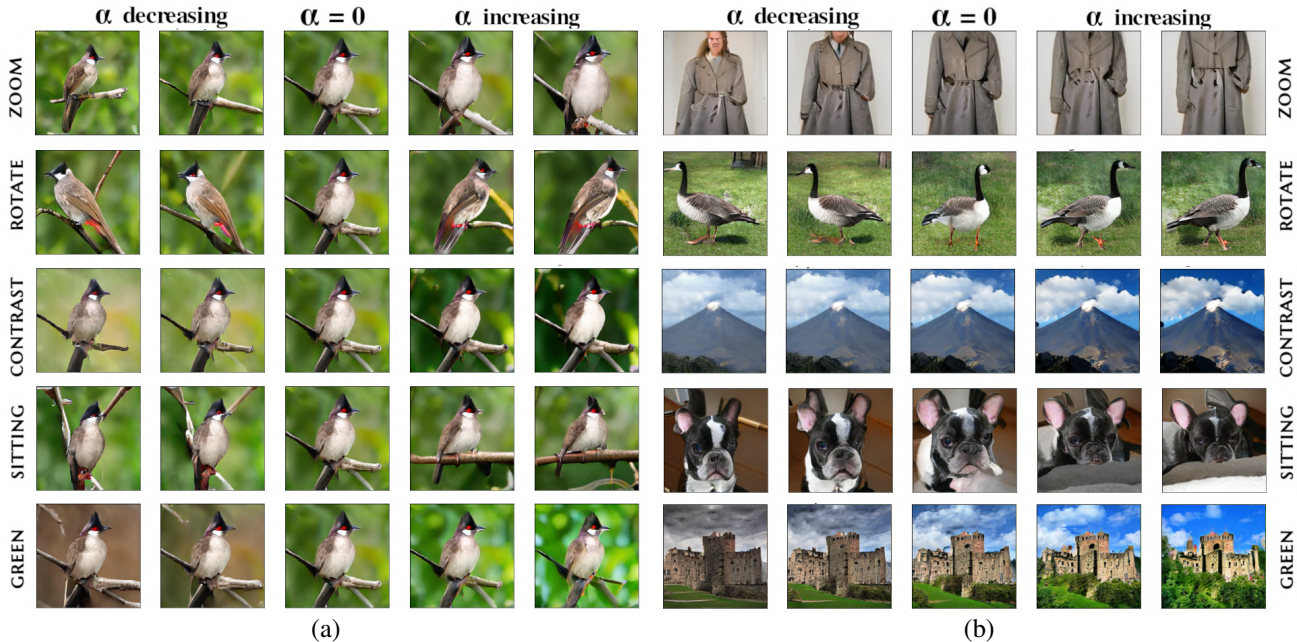 α decreasing α = 0 α increasing α decreasing α = 0 α increasing
ZOOM ZOOM
ROTATE ROTATE
CONTRAST CONTRAST
SITTING SITTING
GREEN GREEN
(a) (b)